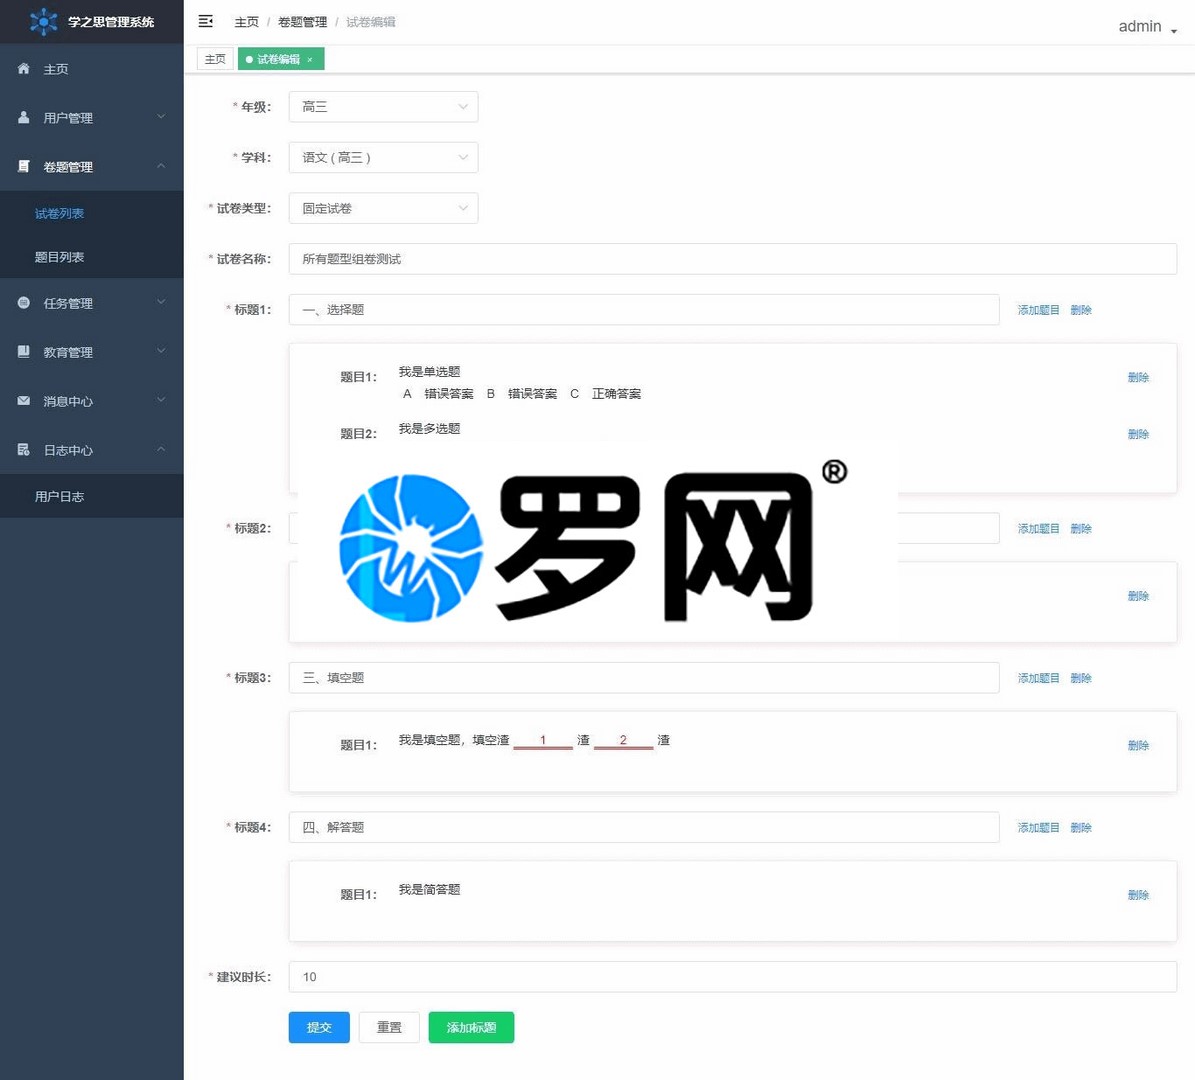 学之思管理系统
主页 / 卷题管理 / 试卷编辑
admin
主页
试卷编辑 ×
主页
用户管理
卷题管理
试卷列表
题目列表
任务管理
教育管理
消息中心
日志中心
用户日志
* 年级: 高三
* 学科: 语文 ( 高三 )
* 试卷类型: 固定试卷
* 试卷名称: 所有题型组卷测试
* 标题1: 一、选择题 添加题目 删除
题目1: 我是单选题 删除
A 错误答案 B 错误答案 C 正确答案
题目2: 我是多选题 删除
罗网®
* 标题2: 添加题目 删除
删除
* 标题3: 三、填空题 添加题目 删除
题目1: 我是填空题，填空渣 1 渣 2 渣 删除
* 标题4: 四、解答题 添加题目 删除
题目1: 我是简答题 删除
* 建议时长: 10
提交 重置 添加标题